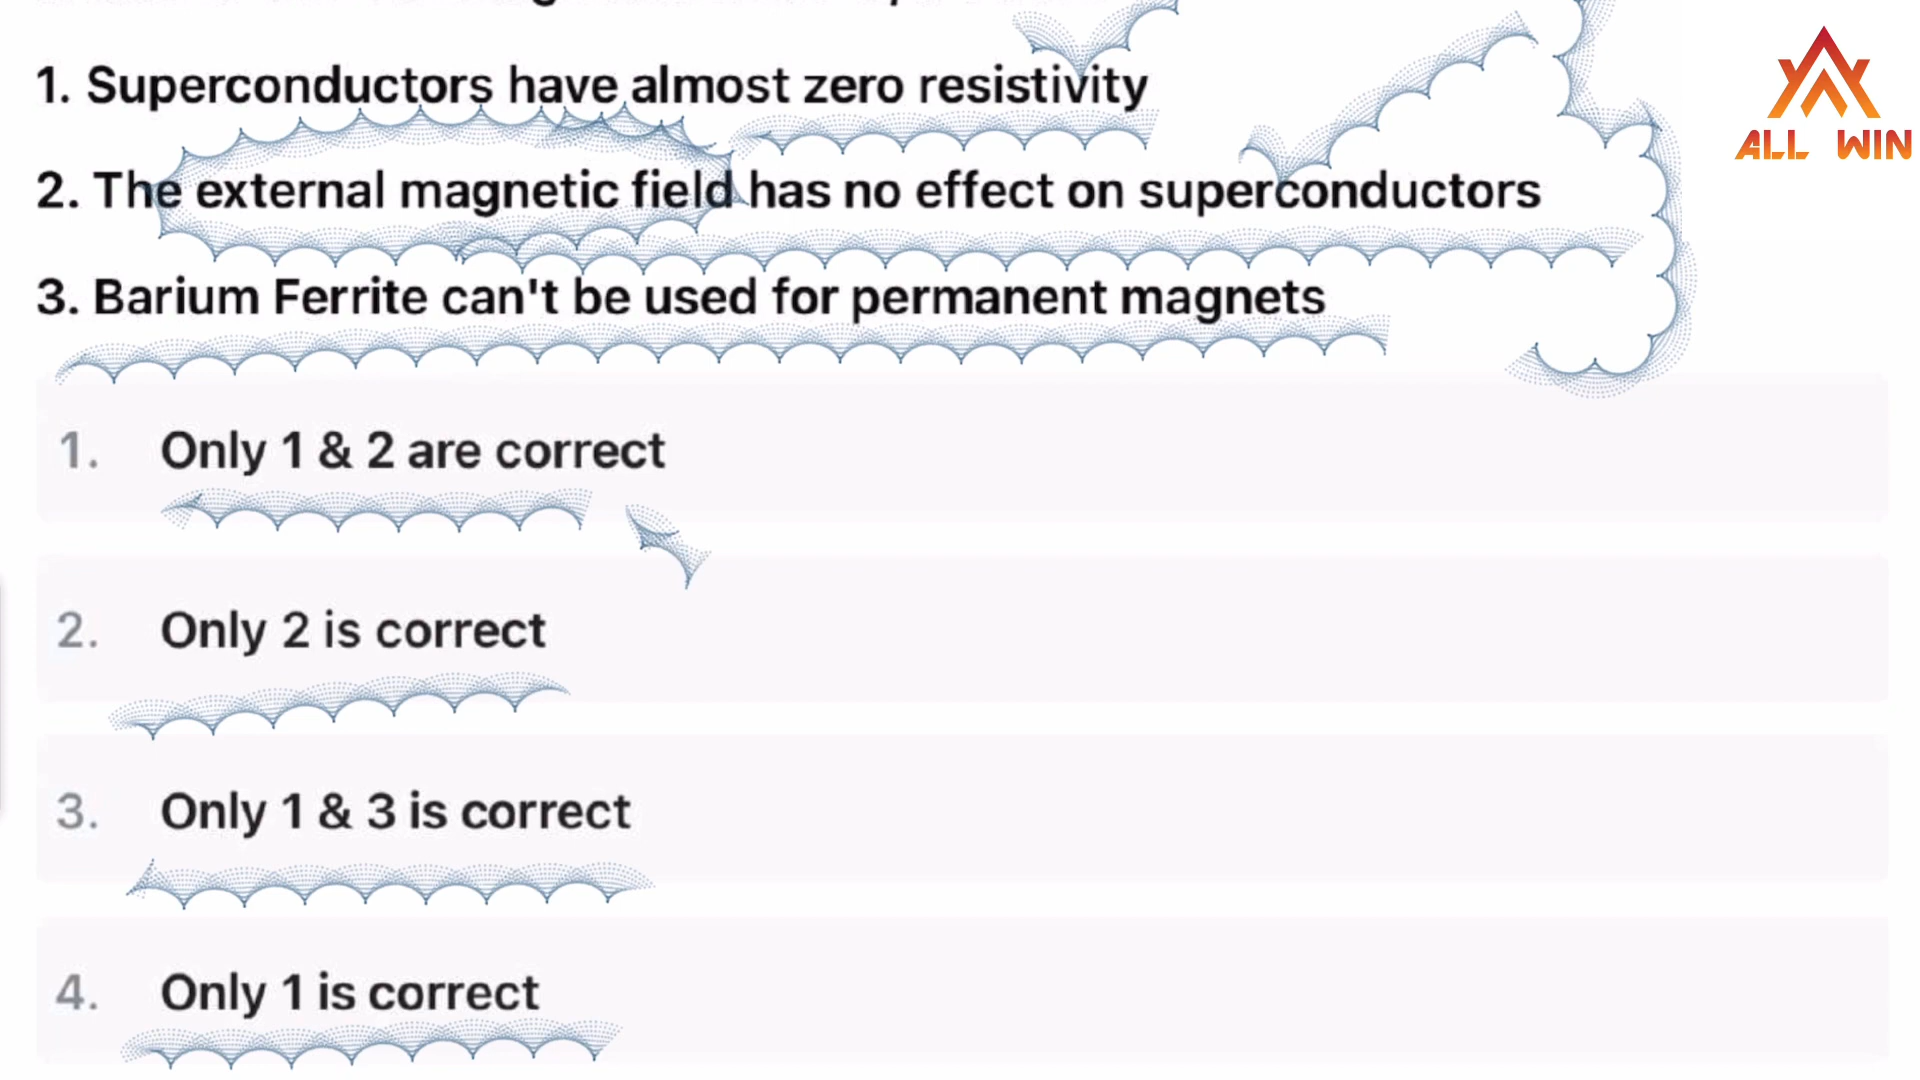 1. Superconductors have almost zero resistivity
2. The external magnetic field has no effect on superconductors
3. Barium Ferrite can't be used for permanent magnets
1. Only 1 & 2 are correct
2. Only 2 is correct
3. Only 1 & 3 is correct
4. Only 1 is correct
ALL WIN